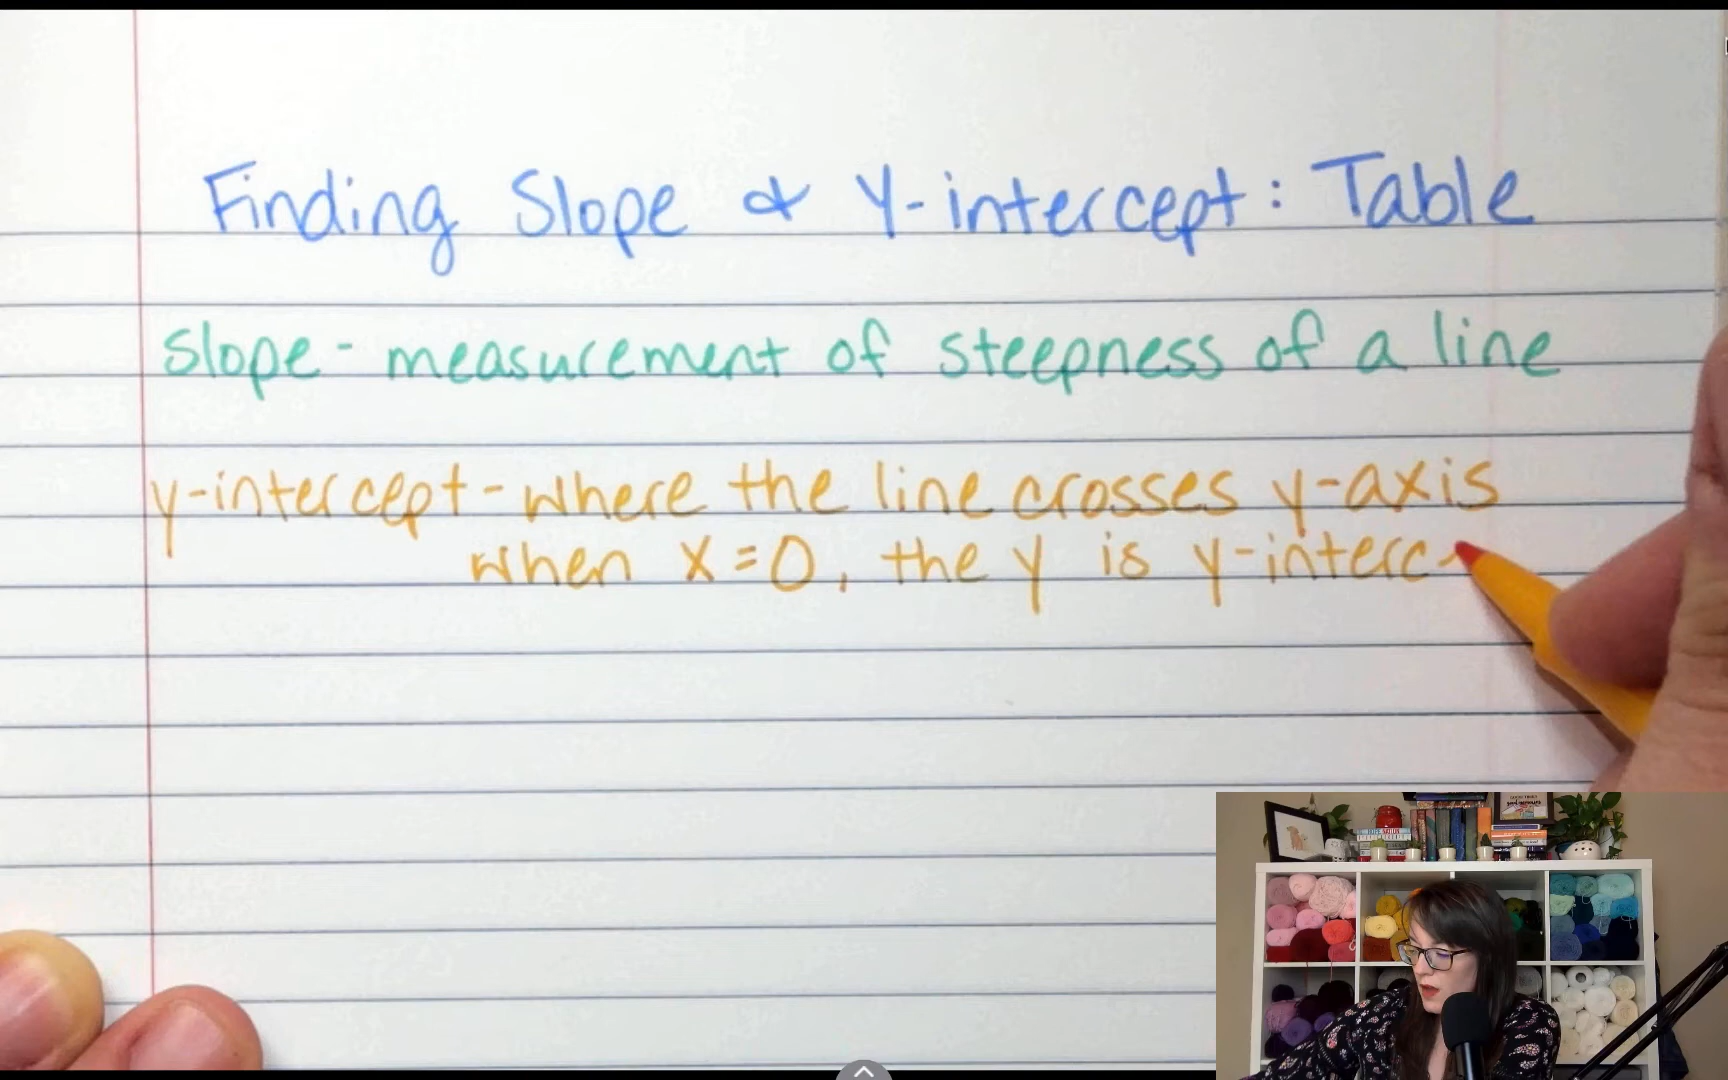 Finding Slope & Y-intercept: Table
slope - measurement of steepness of a line
y-intercept - where the line crosses y-axis
when x = 0, the y is y-interc